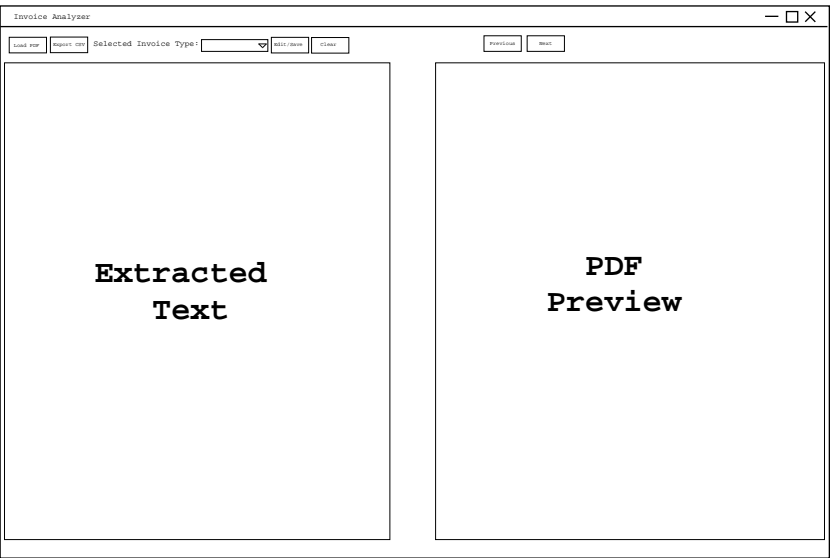 Invoice Analyzer
Load PDF Export CSV Selected Invoice Type: Edit/Save Clear Previous Next
Extracted
Text
PDF
Preview